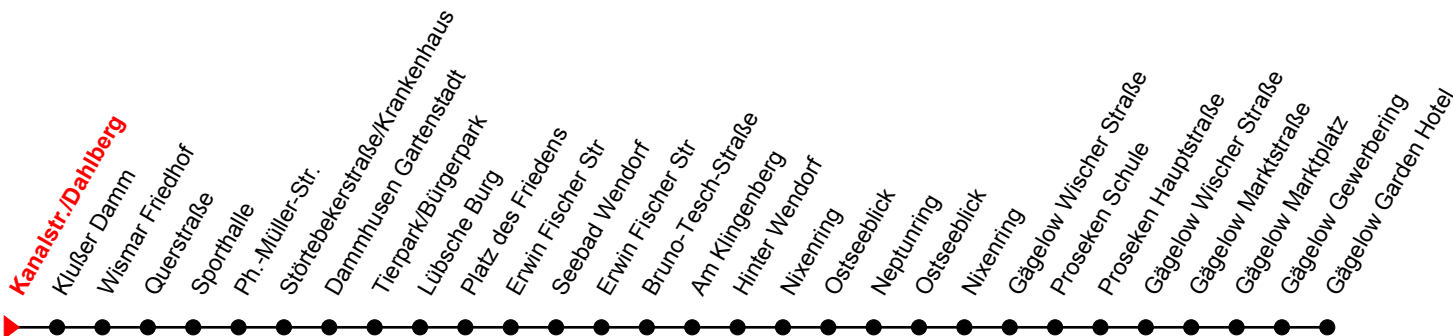 Kanalstr./Dahlberg
Klußer Damm
Wismar Friedhof
Querstraße
Sporthalle
Ph.-Müller-Str.
Störtebekerstraße/Krankenhaus
Dammhusen Gartenstadt
Tierpark/Bürgerpark
Lübsche Burg
Platz des Friedens
Erwin Fischer Str
Seebad Wendorf
Erwin Fischer Str
Bruno-Tesch-Straße
Am Klingenberg
Hinter Wendorf
Nixenring
Ostseeblick
Neptunring
Ostseeblick
Nixenring
Gägelow Wischer Straße
Proseken Schule
Proseken Hauptstraße
Gägelow Wischer Straße
Gägelow Marktstraße
Gägelow Marktplatz
Gägelow Gewerbering
Gägelow Garden Hotel